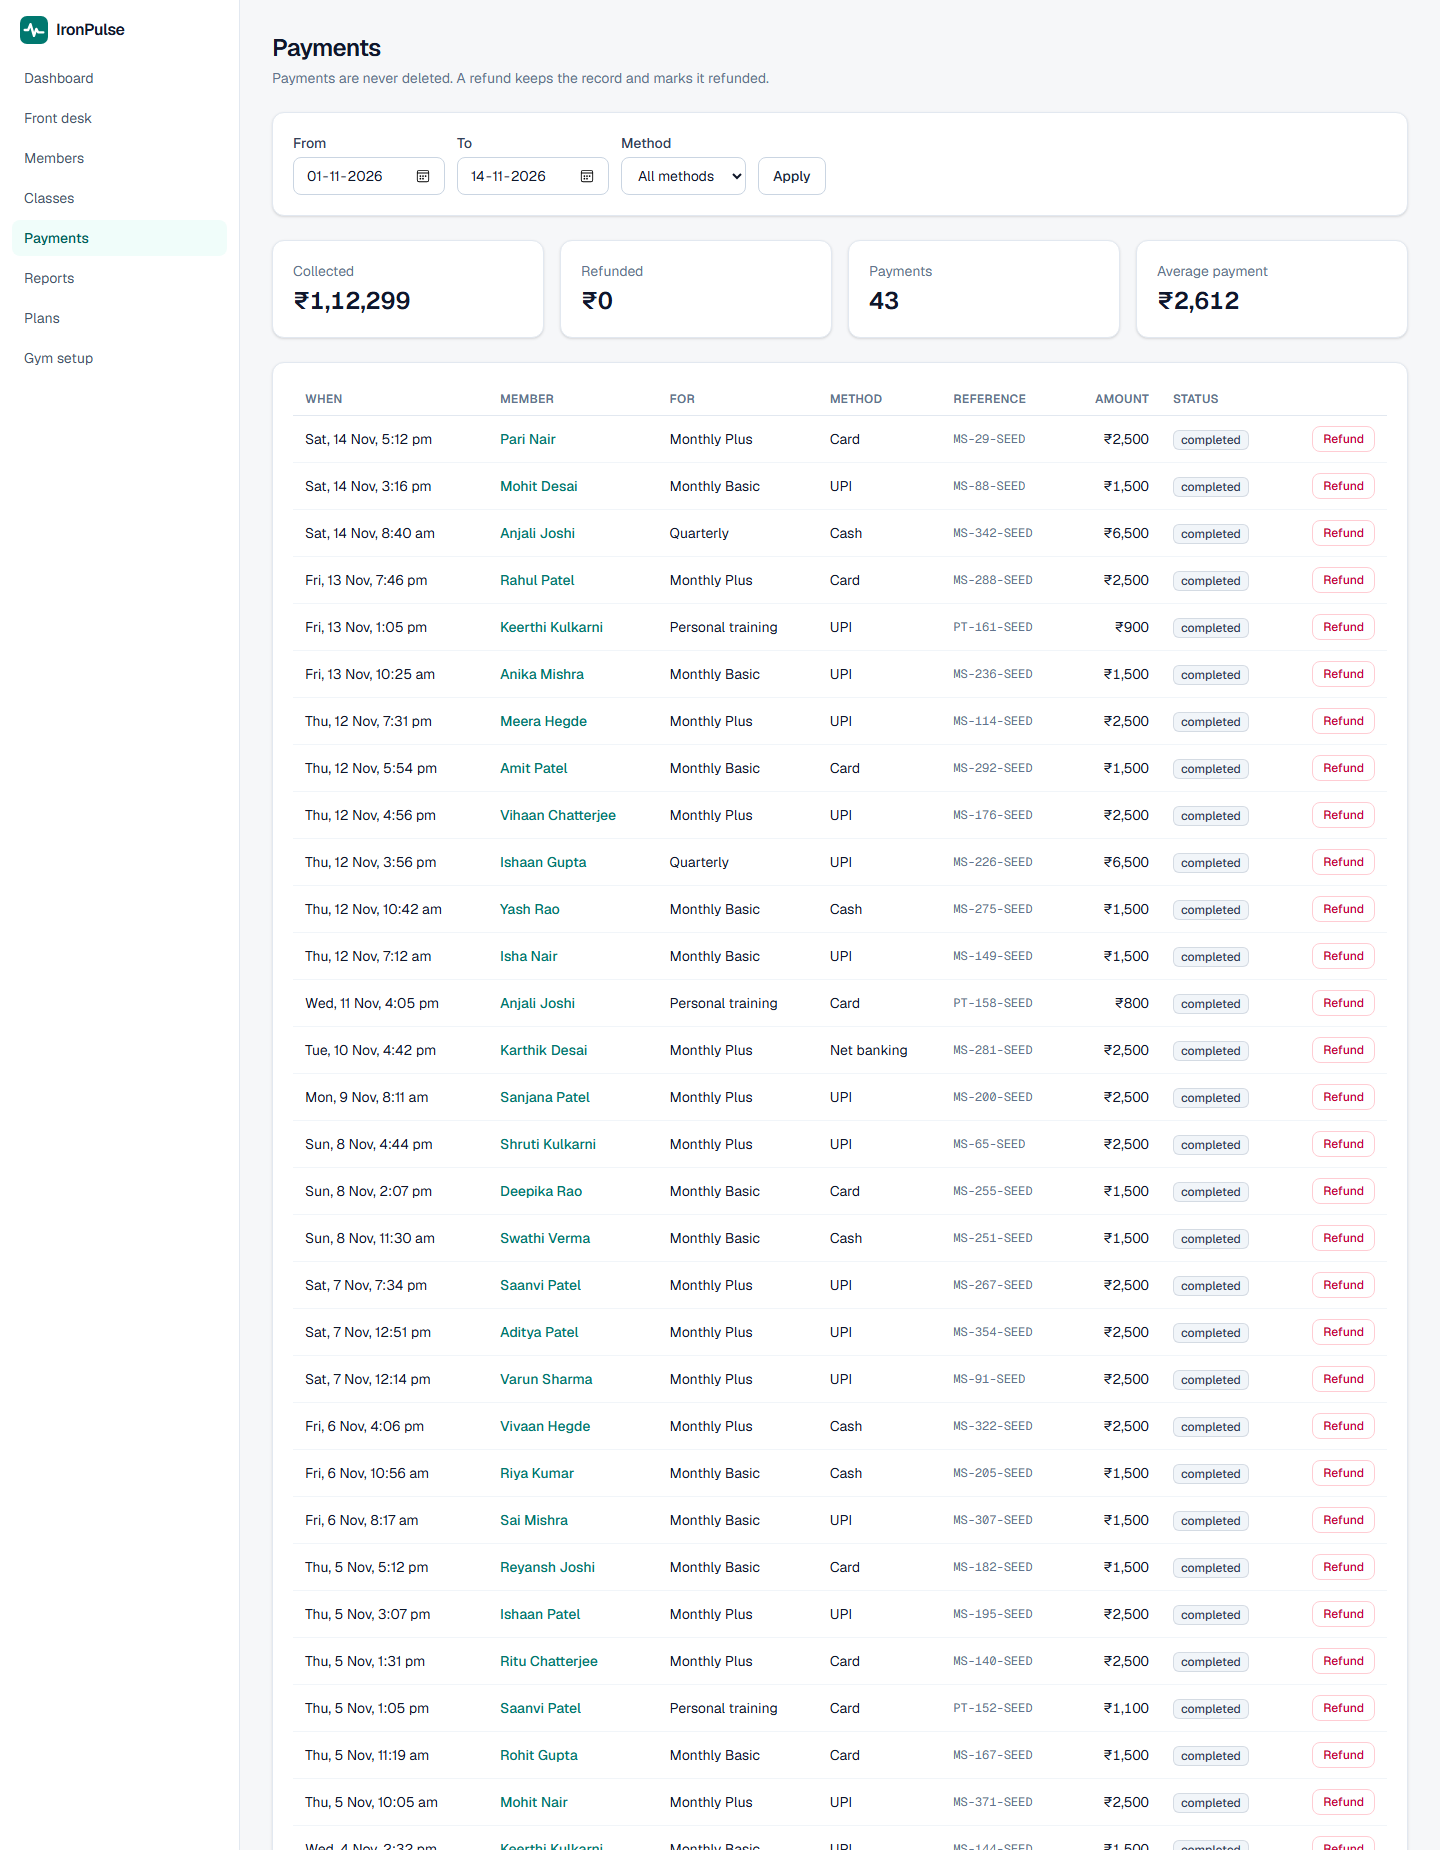 IronPulse
Dashboard
Front desk
Members
Classes
Payments
Reports
Plans
Gym setup
Payments
Payments are never deleted. A refund keeps the record and marks it refunded.
From To Method
01-11-2026 14-11-2026 All methods Apply
Collected Refunded Payments Average payment
₹1,12,299 ₹0 43 ₹2,612
WHEN MEMBER FOR METHOD REFERENCE AMOUNT STATUS
Sat, 14 Nov, 5:12 pm Pari Nair Monthly Plus Card MS-29-SEED ₹2,500 completed Refund
Sat, 14 Nov, 3:16 pm Mohit Desai Monthly Basic UPI MS-88-SEED ₹1,500 completed Refund
Sat, 14 Nov, 8:40 am Anjali Joshi Quarterly Cash MS-342-SEED ₹6,500 completed Refund
Fri, 13 Nov, 7:46 pm Rahul Patel Monthly Plus Card MS-288-SEED ₹2,500 completed Refund
Fri, 13 Nov, 1:05 pm Keerthi Kulkarni Personal training UPI PT-161-SEED ₹900 completed Refund
Fri, 13 Nov, 10:25 am Anika Mishra Monthly Basic UPI MS-236-SEED ₹1,500 completed Refund
Thu, 12 Nov, 7:31 pm Meera Hegde Monthly Plus UPI MS-114-SEED ₹2,500 completed Refund
Thu, 12 Nov, 5:54 pm Amit Patel Monthly Basic Card MS-292-SEED ₹1,500 completed Refund
Thu, 12 Nov, 4:56 pm Vihaan Chatterjee Monthly Plus UPI MS-176-SEED ₹2,500 completed Refund
Thu, 12 Nov, 3:56 pm Ishaan Gupta Quarterly UPI MS-226-SEED ₹6,500 completed Refund
Thu, 12 Nov, 10:42 am Yash Rao Monthly Basic Cash MS-275-SEED ₹1,500 completed Refund
Thu, 12 Nov, 7:12 am Isha Nair Monthly Basic UPI MS-149-SEED ₹1,500 completed Refund
Wed, 11 Nov, 4:05 pm Anjali Joshi Personal training Card PT-158-SEED ₹800 completed Refund
Tue, 10 Nov, 4:42 pm Karthik Desai Monthly Plus Net banking MS-281-SEED ₹2,500 completed Refund
Mon, 9 Nov, 8:11 am Sanjana Patel Monthly Plus UPI MS-200-SEED ₹2,500 completed Refund
Sun, 8 Nov, 4:44 pm Shruti Kulkarni Monthly Plus UPI MS-65-SEED ₹2,500 completed Refund
Sun, 8 Nov, 2:07 pm Deepika Rao Monthly Basic Card MS-255-SEED ₹1,500 completed Refund
Sun, 8 Nov, 11:30 am Swathi Verma Monthly Basic Cash MS-251-SEED ₹1,500 completed Refund
Sat, 7 Nov, 7:34 pm Saanvi Patel Monthly Plus UPI MS-267-SEED ₹2,500 completed Refund
Sat, 7 Nov, 12:51 pm Aditya Patel Monthly Plus UPI MS-354-SEED ₹2,500 completed Refund
Sat, 7 Nov, 12:14 pm Varun Sharma Monthly Plus UPI MS-91-SEED ₹2,500 completed Refund
Fri, 6 Nov, 4:06 pm Vivaan Hegde Monthly Plus Cash MS-322-SEED ₹2,500 completed Refund
Fri, 6 Nov, 10:56 am Riya Kumar Monthly Basic Cash MS-205-SEED ₹1,500 completed Refund
Fri, 6 Nov, 8:17 am Sai Mishra Monthly Basic UPI MS-307-SEED ₹1,500 completed Refund
Thu, 5 Nov, 5:12 pm Reyansh Joshi Monthly Basic Card MS-182-SEED ₹1,500 completed Refund
Thu, 5 Nov, 3:07 pm Ishaan Patel Monthly Plus UPI MS-195-SEED ₹2,500 completed Refund
Thu, 5 Nov, 1:31 pm Ritu Chatterjee Monthly Plus Card MS-140-SEED ₹2,500 completed Refund
Thu, 5 Nov, 1:05 pm Saanvi Patel Personal training Card PT-152-SEED ₹1,100 completed Refund
Thu, 5 Nov, 11:19 am Rohit Gupta Monthly Basic Card MS-167-SEED ₹1,500 completed Refund
Thu, 5 Nov, 10:05 am Mohit Nair Monthly Plus UPI MS-371-SEED ₹2,500 completed Refund
Wed, 4 Nov, 2:32 pm Keerthi Kulkarni Monthly Basic UPI MS-144-SEED ₹1,500 completed Refund